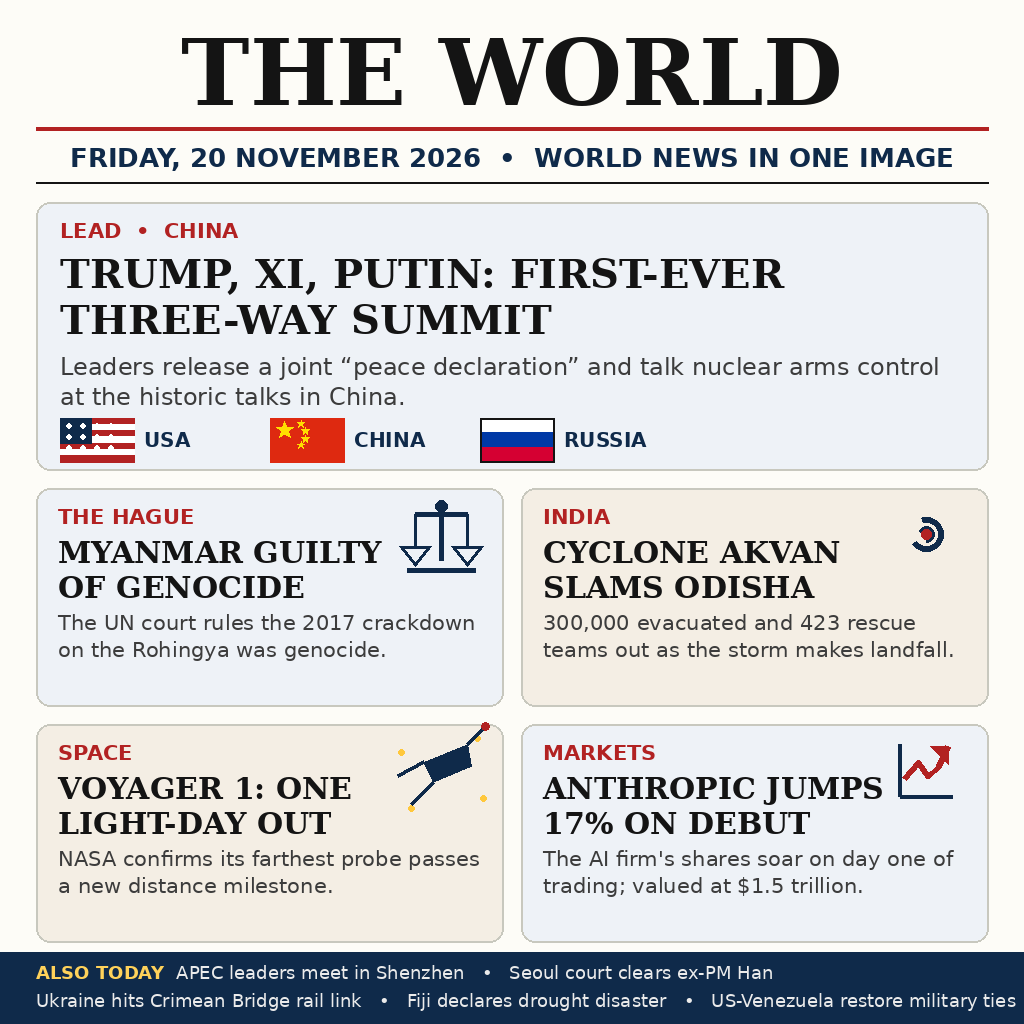 THE WORLD
FRIDAY, 20 NOVEMBER 2026 • WORLD NEWS IN ONE IMAGE
LEAD • CHINA
TRUMP, XI, PUTIN: FIRST-EVER
THREE-WAY SUMMIT
Leaders release a joint “peace declaration” and talk nuclear arms control
at the historic talks in China.
USA
CHINA
RUSSIA
THE HAGUE
MYANMAR GUILTY
OF GENOCIDE
The UN court rules the 2017 crackdown
on the Rohingya was genocide.
INDIA
CYCLONE AKVAN
SLAMS ODISHA
300,000 evacuated and 423 rescue
teams out as the storm makes landfall.
SPACE
VOYAGER 1: ONE
LIGHT-DAY OUT
NASA confirms its farthest probe passes
a new distance milestone.
MARKETS
ANTHROPIC JUMPS
17% ON DEBUT
The AI firm's shares soar on day one of
trading; valued at $1.5 trillion.
ALSO TODAY APEC leaders meet in Shenzhen • Seoul court clears ex-PM Han
Ukraine hits Crimean Bridge rail link • Fiji declares drought disaster • US-Venezuela restore military ties